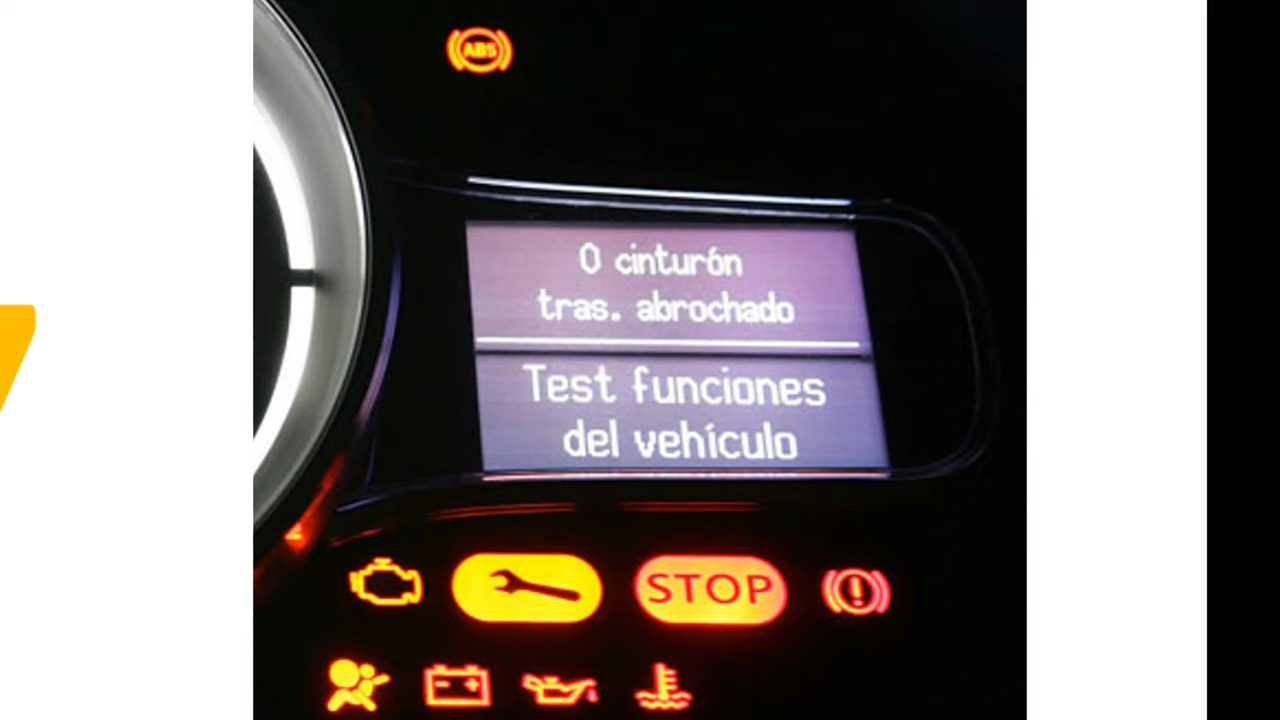 ABS
0 cinturón
tras. abrochado
Test funciones
del vehículo
STOP